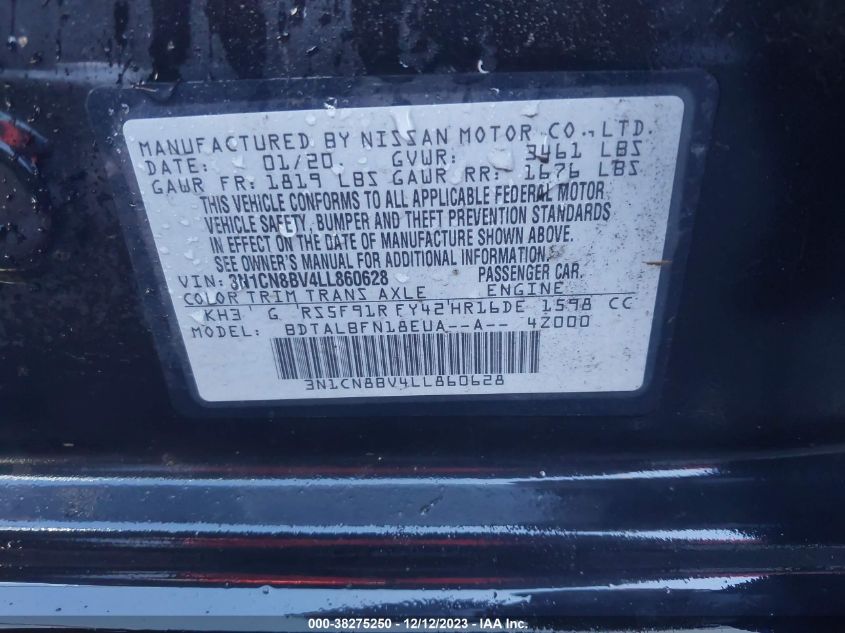 MANUFACTURED BY NISSAN MOTOR CO., LTD.
DATE: 01/20 GVWR: 3461 LBS
GAWR FR: 1819 LBS GAWR RR: 1676 LBS
THIS VEHICLE CONFORMS TO ALL APPLICABLE FEDERAL MOTOR
VEHICLE SAFETY, BUMPER AND THEFT PREVENTION STANDARDS
IN EFFECT ON THE DATE OF MANUFACTURE SHOWN ABOVE.
SEE OWNER'S MANUAL FOR ADDITIONAL INFORMATION.
VIN: 3N1CN8BV4LL860628 PASSENGER CAR.
COLOR TRIM TRANS AXLE ENGINE
KH3 G RS5F91R FY42 HR16DE 1598 CC
MODEL: BDTALBFN18EUA--A-- 4Z000
3N1CN8BV4LL860628
000-38275250 - 12/12/2023 - IAA Inc.